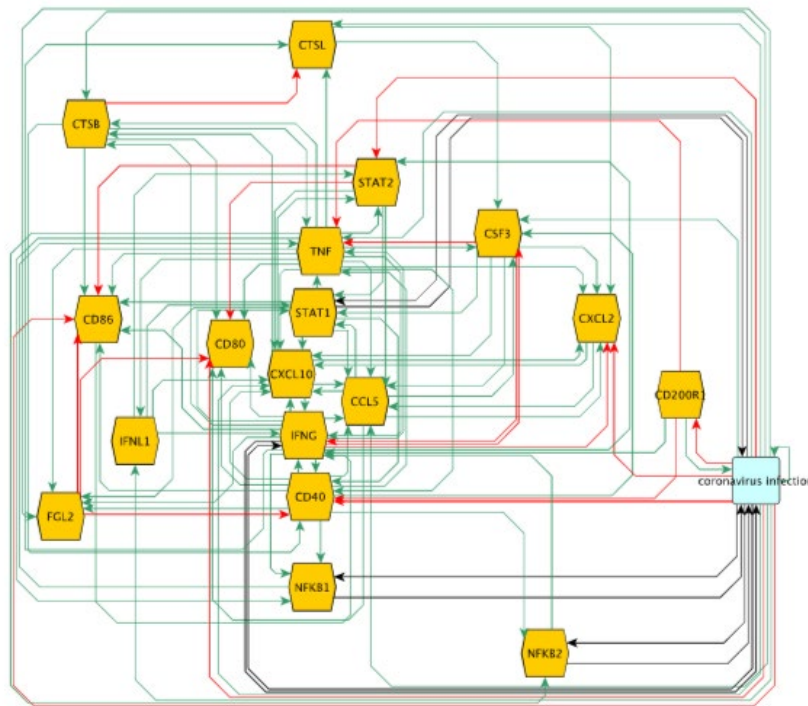 CTSL
CTSB
STAT2
CSF3
TNF
CD86
STAT1
CXCL2
CD80
CXCL10
CD200R1
CCL5
IFNL1
IFNG
coronavirus infection
CD40
FGL2
NFKB1
NFKB2